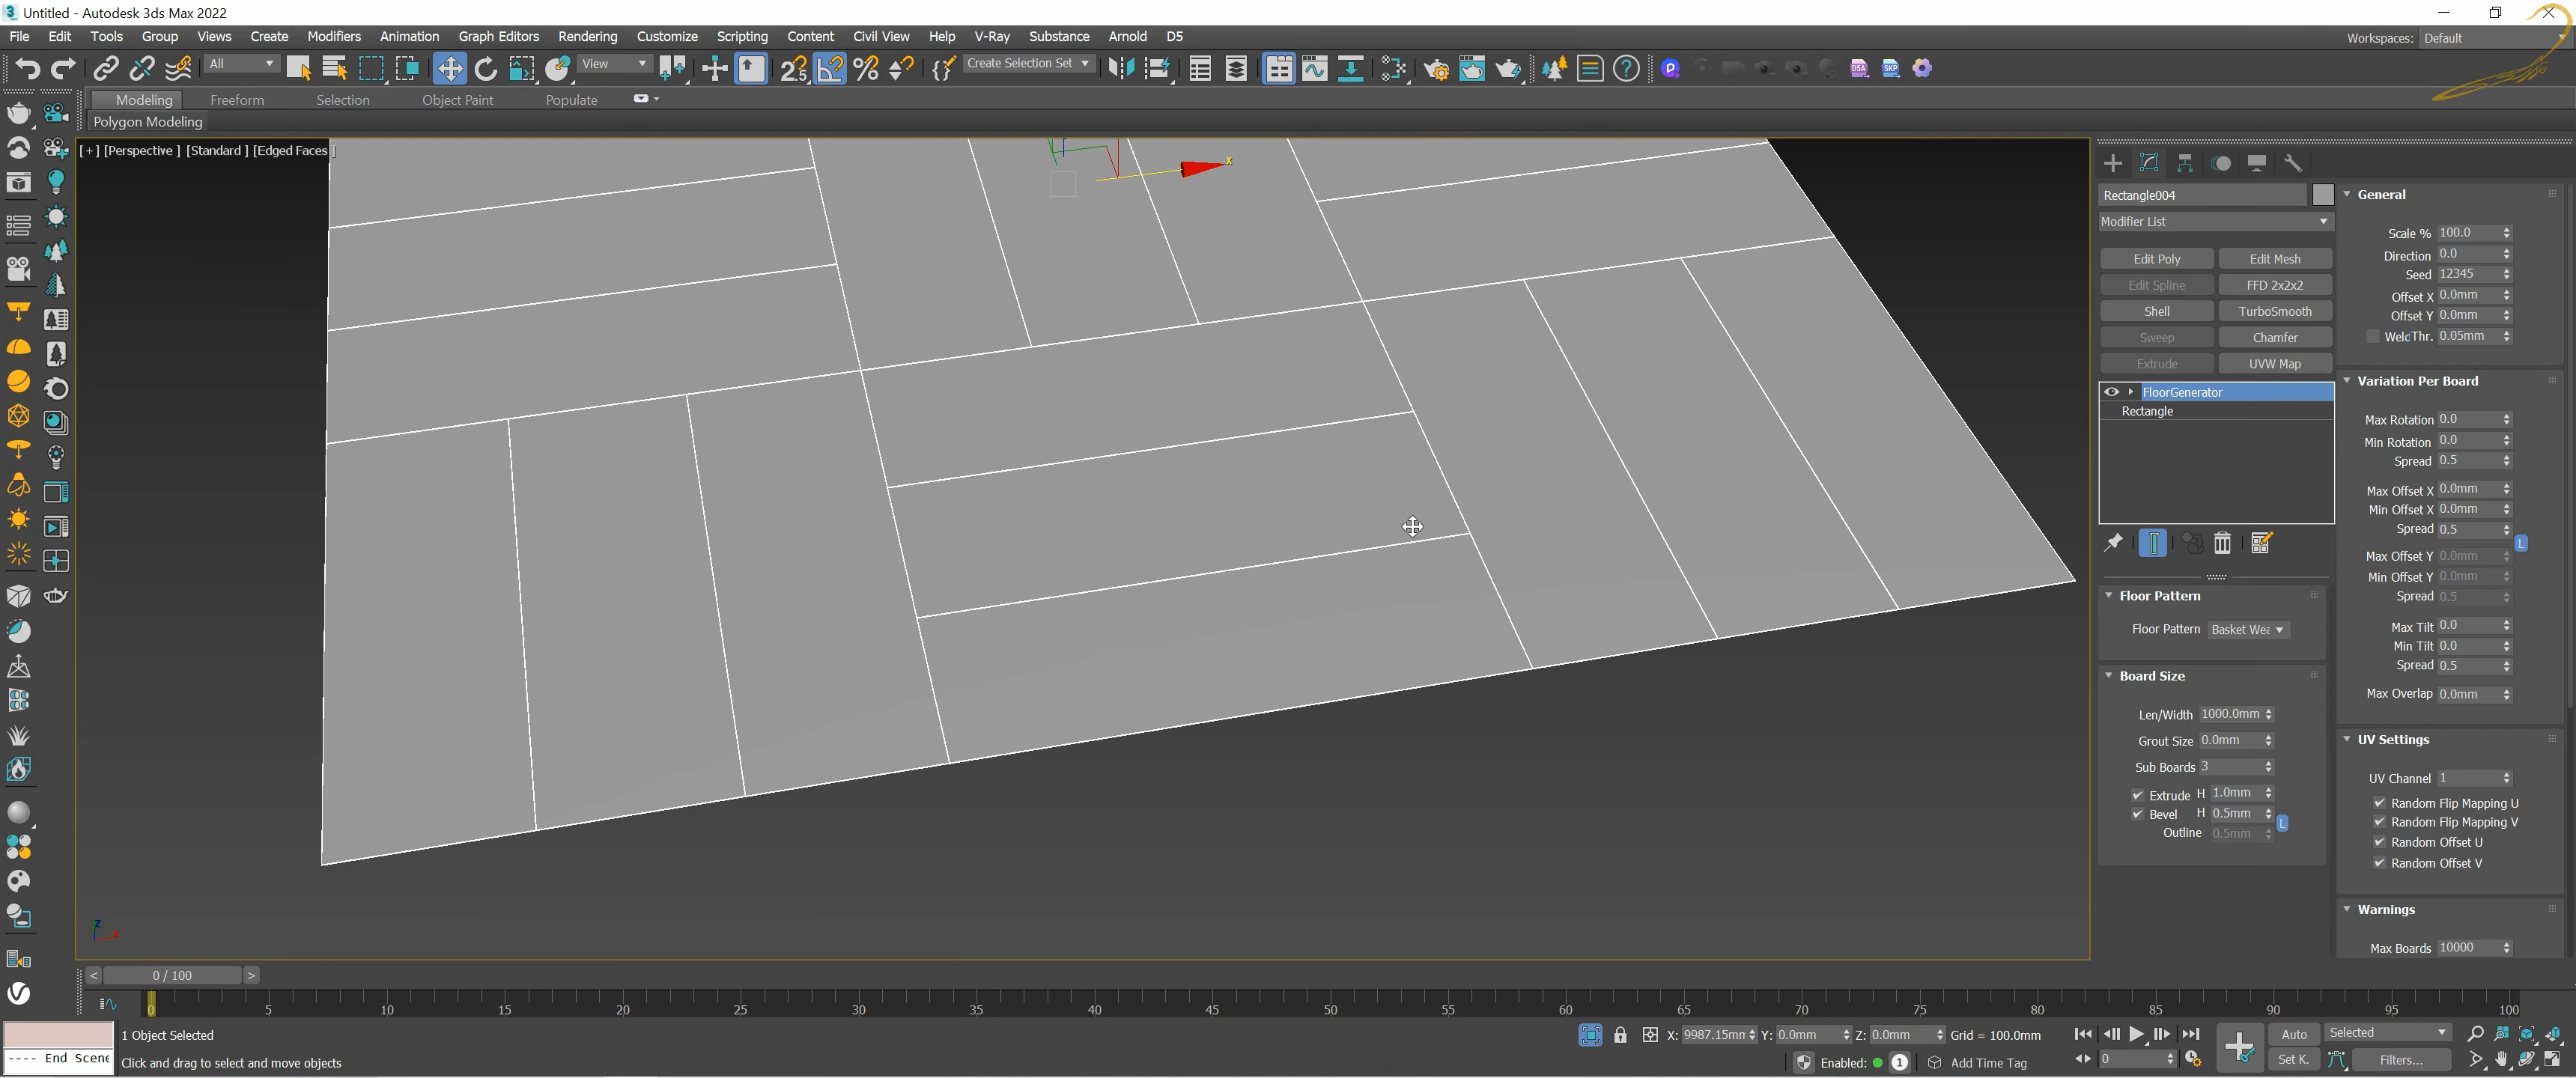 Untitled - Autodesk 3ds Max 2022
File Edit Tools Group Views Create Modifiers Animation Graph Editors Rendering Customize Scripting Content Civil View Help V-Ray Substance Arnold D5
Workspaces: Default
All View Create Selection Set
Modeling Freeform Selection Object Paint Populate
Polygon Modeling
[+] [Perspective ] [Standard ] [Edged Faces ]
x
Rectangle004
Modifier List
Edit Poly Edit Mesh
Edit Spline FFD 2x2x2
Shell TurboSmooth
Sweep Chamfer
Extrude UVW Map
FloorGenerator
Rectangle
Floor Pattern
Floor Pattern Basket Wea
Board Size
Len/Width 1000.0mm
Grout Size 0.0mm
Sub Boards 3
Extrude H 1.0mm
Bevel H 0.5mm
L
Outline 0.5mm
General
Scale % 100.0
Direction 0.0
Seed 12345
Offset X 0.0mm
Offset Y 0.0mm
Weld Thr. 0.05mm
Variation Per Board
Max Rotation 0.0
Min Rotation 0.0
Spread 0.5
Max Offset X 0.0mm
Min Offset X 0.0mm
Spread 0.5
L
Max Offset Y 0.0mm
Min Offset Y 0.0mm
Spread 0.5
Max Tilt 0.0
Min Tilt 0.0
Spread 0.5
Max Overlap 0.0mm
UV Settings
UV Channel 1
Random Flip Mapping U
Random Flip Mapping V
Random Offset U
Random Offset V
Warnings
Max Boards 10000
z
x
< 0 / 100 >
0 5 10 15 20 25 30 35 40 45 50 55 60 65 70 75 80 85 90 95 100
1 Object Selected
X: 9987.15mm Y: 0.0mm Z: 0.0mm Grid = 100.0mm
Auto Selected
---- End Scene
Click and drag to select and move objects
Enabled: 1 Add Time Tag
0
Set K. Filters...